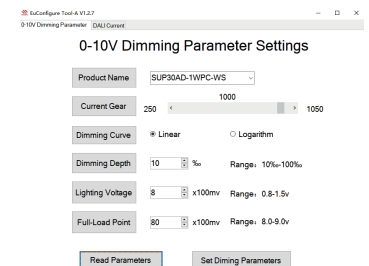 EuConfigure Tool-A V1.2.7
0-10V Dimming Parameter DALI Current
0-10V Dimming Parameter Settings
Product Name SUP30AD-1WPC-WS
1000
Current Gear 250 1050
Dimming Curve Linear Logarithm
Dimming Depth 10 ‰ Range: 10‰-100‰
Lighting Voltage 8 x100mv Range: 0.8-1.5v
Full-Load Point 80 x100mv Range: 8.0-9.0v
Read Parameters Set Diming Parameters